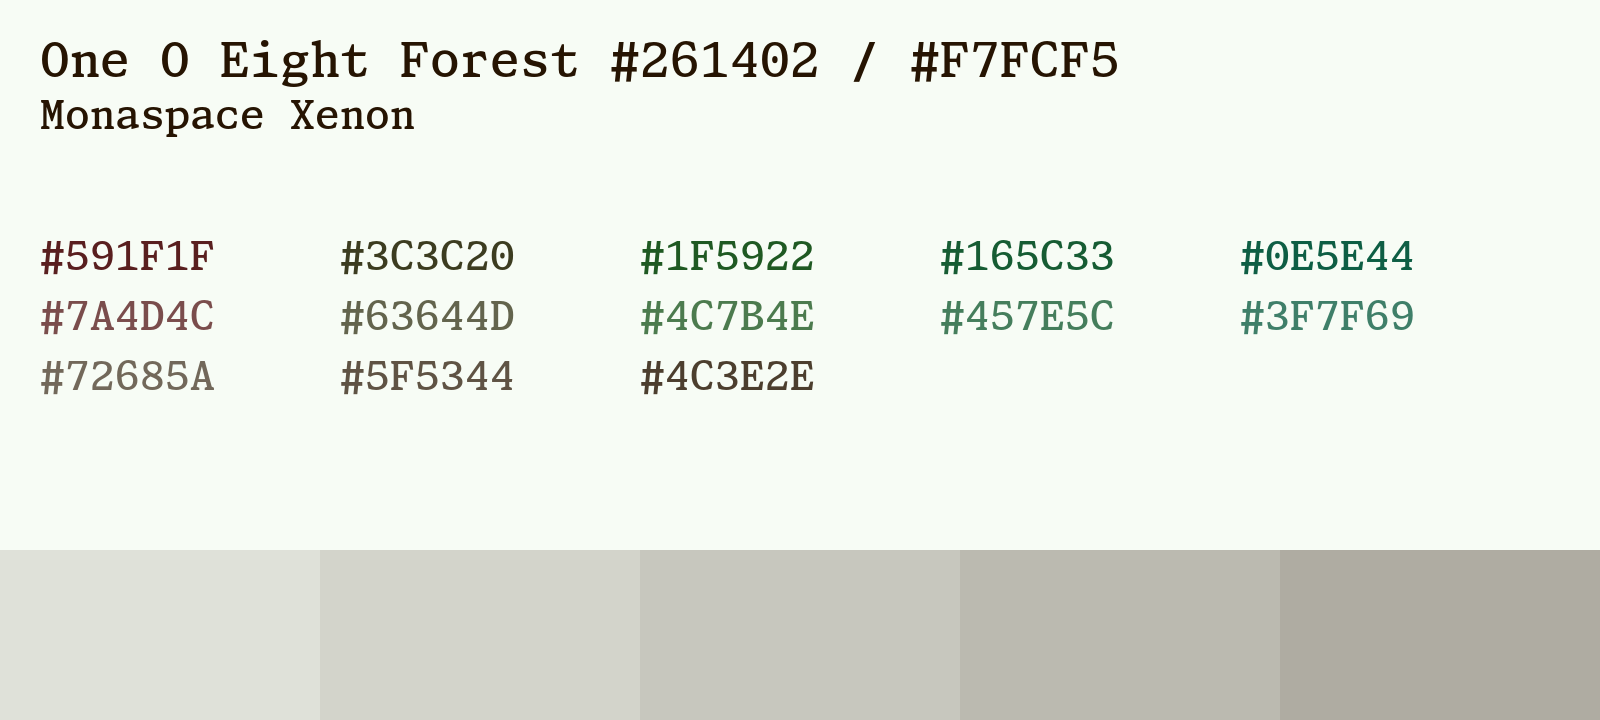 One O Eight Forest #261402 / #F7FCF5
Monaspace Xenon
#591F1F #3C3C20 #1F5922 #165C33 #0E5E44
#7A4D4C #63644D #4C7B4E #457E5C #3F7F69
#72685A #5F5344 #4C3E2E